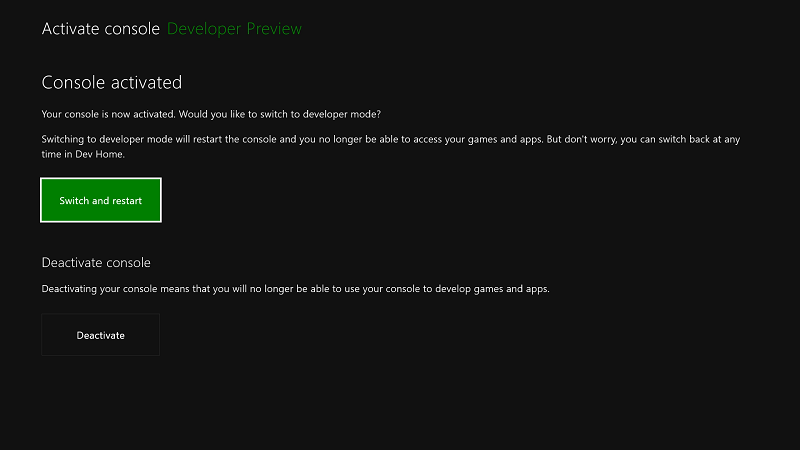 Activate console Developer Preview
Console activated
Your console is now activated. Would you like to switch to developer mode?
Switching to developer mode will restart the console and you no longer be able to access your games and apps. But don't worry, you can switch back at any
time in Dev Home.
Switch and restart
Deactivate console
Deactivating your console means that you will no longer be able to use your console to develop games and apps.
Deactivate